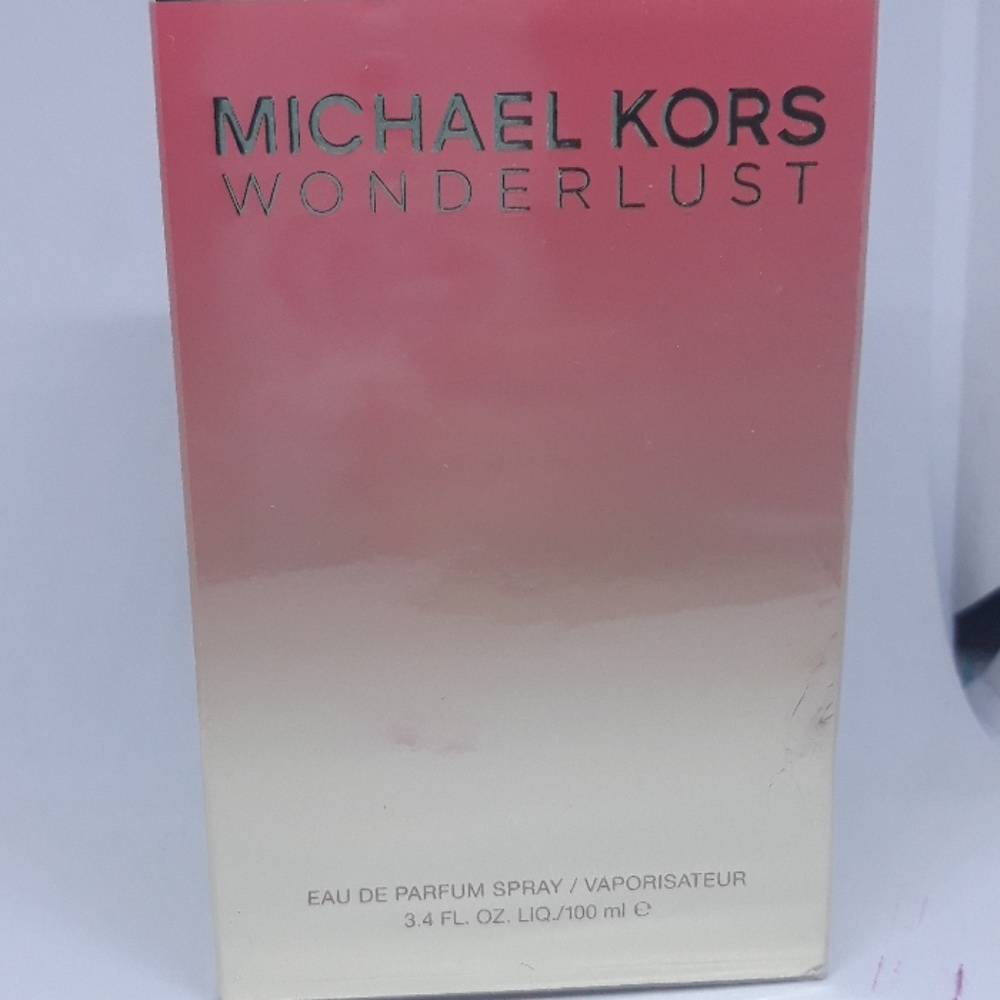 MICHAEL KORS
WONDERLUST
EAU DE PARFUM SPRAY / VAPORISATEUR
3.4 FL. OZ. LIQ./100 ml ℮